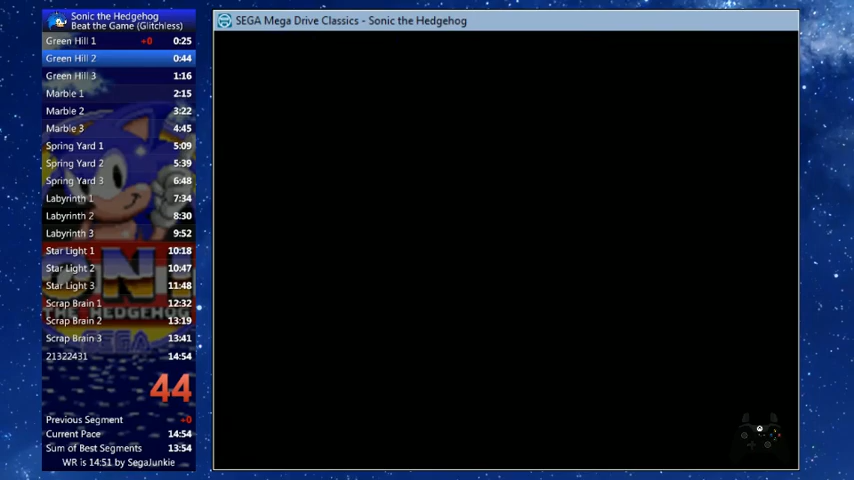 Sonic the Hedgehog
Beat the Game (Glitchless)
Green Hill 1 +0 0:25
Green Hill 2 0:44
Green Hill 3 1:16
Marble 1 2:15
Marble 2 3:22
Marble 3 4:45
Spring Yard 1 5:09
Spring Yard 2 5:39
Spring Yard 3 6:48
Labyrinth 1 7:34
Labyrinth 2 8:30
Labyrinth 3 9:52
Star Light 1 10:18
Star Light 2 10:47
Star Light 3 11:48
Scrap Brain 1 12:32
Scrap Brain 2 13:19
Scrap Brain 3 13:41
21322431 14:54
44
Previous Segment +0
Current Pace 14:54
Sum of Best Segments 13:54
WR is 14:51 by SegaJunkie
SEGA Mega Drive Classics - Sonic the Hedgehog
THE HEDGEHOG
SEGA